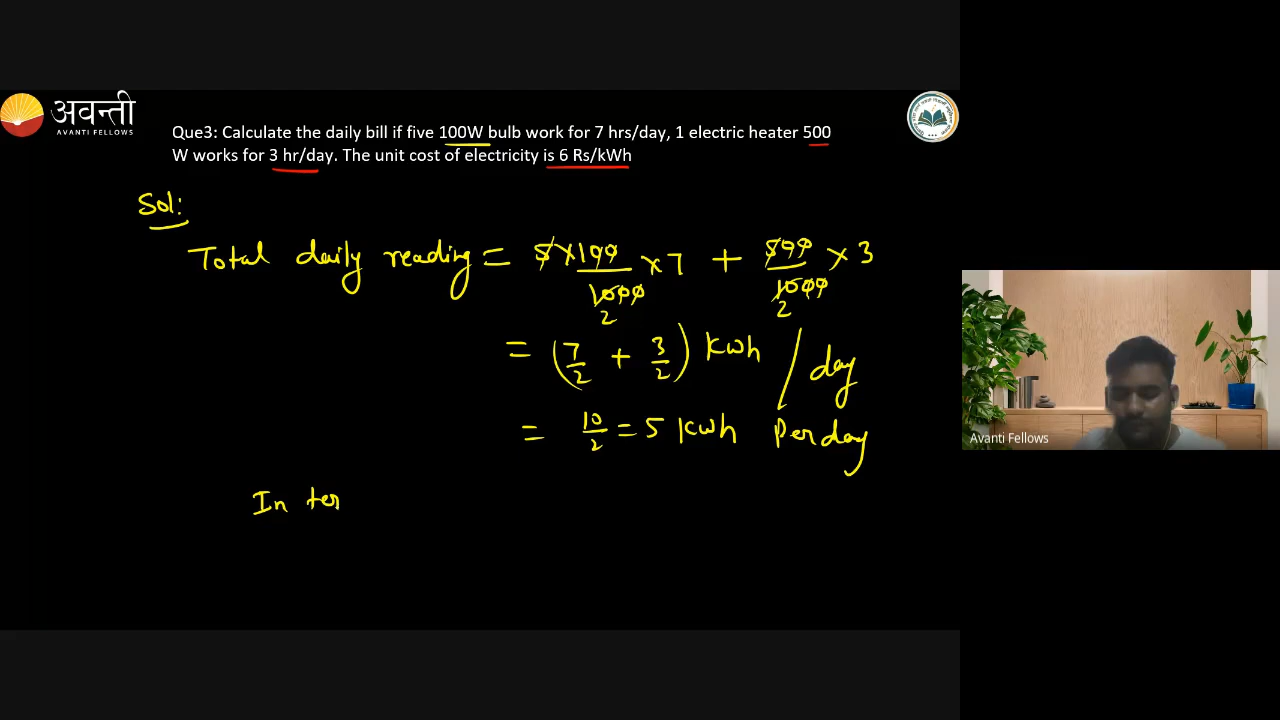 अवन्ती
AVANTI FELLOWS
Que3: Calculate the daily bill if five 100W bulb work for 7 hrs/day, 1 electric heater 500
W works for 3 hr/day. The unit cost of electricity is 6 Rs/kWh
Sol:
Total daily reading = 5 × 100/1000 2 × 7 + 500/1000 2 × 3
= (7/2 + 3/2) kwh / day
= 10/2 = 5 kwh Per day
In ter
Avanti Fellows